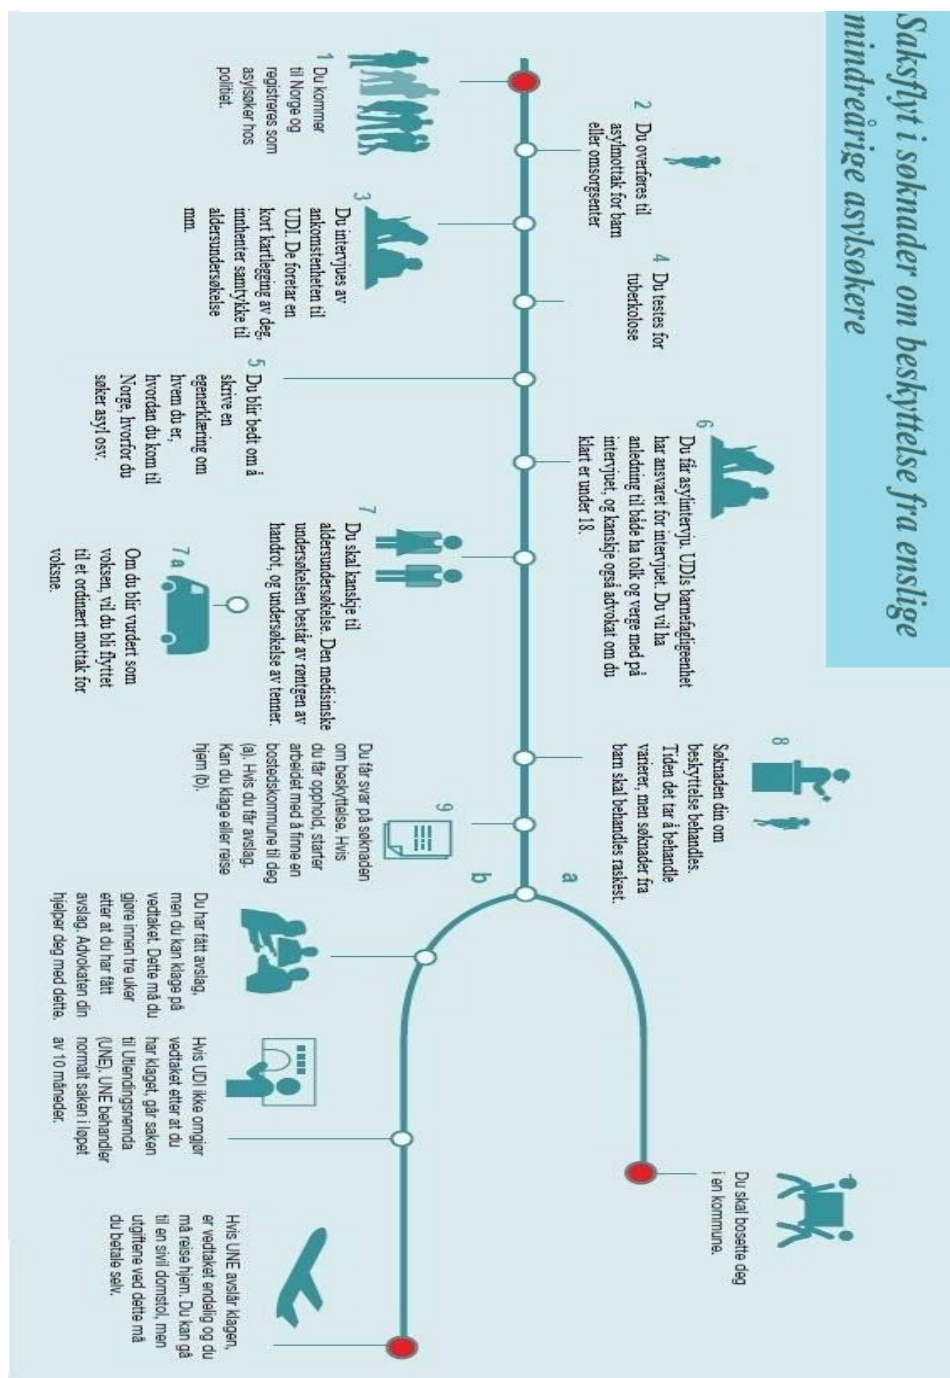 Saksflyt i søknader om beskyttelse fra enslige
mindreårige asylsøkere
1 Du kommer
til Norge og
registreres som
asylsøker hos
politiet.
2 Du overføres til
asylmottak for barn
eller omsorgsenter
3
Du intervjues av
ankomstenheten til
UDI. De foretar en
kort kartlegging av deg,
innhenter samtykke til
aldersundersøkelse
mm.
4 Du testes for
tuberkolose
5 Du blir bedt om å
skrive en
egenerklæring om
hvem du er,
hvordan du kom til
Norge, hvorfor du
søker asyl osv.
6
Du får asylintervju. UDIs barnefagligeenhet
har ansvaret for intervjuet. Du vil ha
anledning til både ha tolk og verge med på
intervjuet, og kanskje også advokat om du
klart er under 18.
7
Du skal kanskje til
aldersundersøkelse. Den medisinske
undersøkelsen består av røntgen av
handrot, og undersøkelse av tenner.
7 a
Om du blir vurdert som
voksen, vil du bli flyttet
til et ordinært mottak for
voksne.
8
Søknaden din om
beskyttelse behandles.
Tiden det tar å behandle
varierer, men søknader fra
barn skal behandles raskest.
9
Du får svar på søknaden
om beskyttelse. Hvis
du får opphold, starter
arbeidet med å finne en
bostedskommune til deg
(a). Hvis du får avslag.
Kan du klage eller reise
hjem (b).
a
b
Du skal bosette deg
i en kommune.
Du har fått avslag,
men du kan klage på
vedtaket. Dette må du
gjøre innen tre uker
etter at du har fått
avslag. Advokaten din
hjelper deg med dette.
Hvis UDI ikke omgjør
vedtaket etter at du
har klaget, går saken
til Utlendingsnemda
(UNE). UNE behandler
normalt saken i løpet
av 10 måneder.
Hvis UNE avslår klagen,
er vedtaket endelig og du
må reise hjem. Du kan gå
til en sivil domstol, men
utgiftene ved dette må
du betale selv.